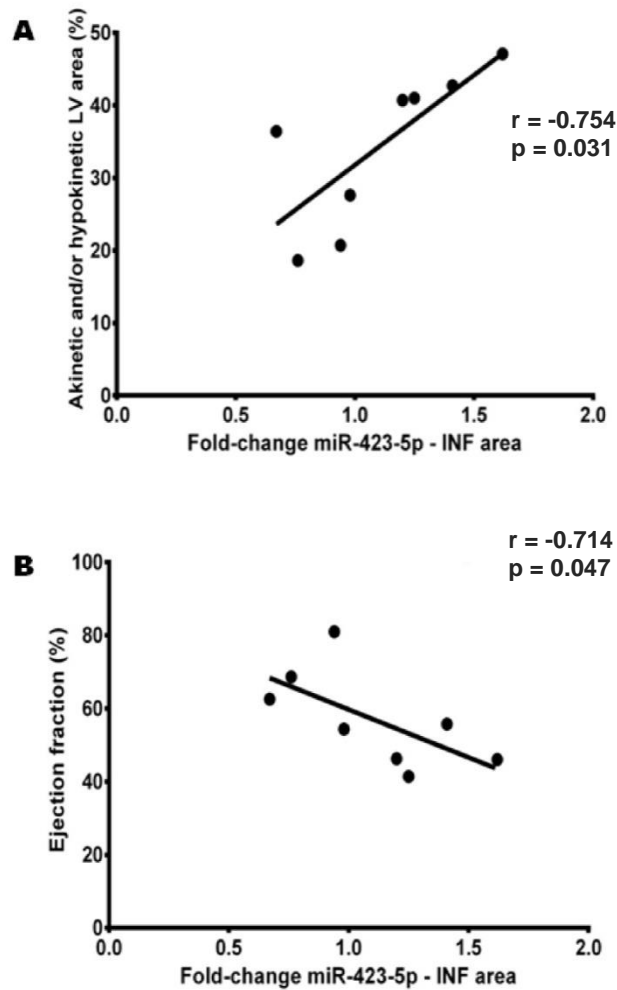 A
Akinetic and/or hypokinetic LV area (%)
50
40
30
20
10
0
0.0 0.5 1.0 1.5 2.0
Fold-change miR-423-5p - INF area
r = -0.754
p = 0.031
B
Ejection fraction (%)
100
80
60
40
20
0
0.0 0.5 1.0 1.5 2.0
Fold-change miR-423-5p - INF area
r = -0.714
p = 0.047